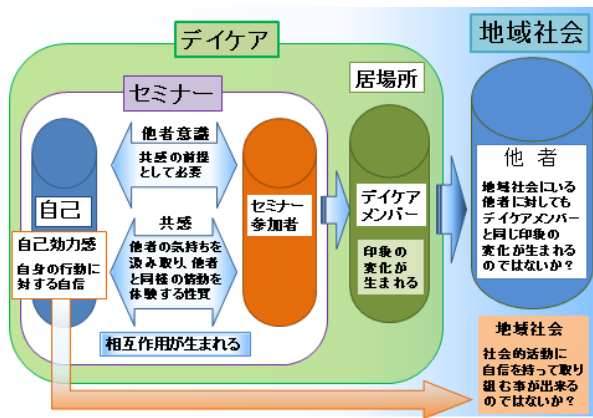 デイケア
地域社会
セミナー
居場所
他者意識
共感の前提
として必要
自己
自己効力感
自身の行動に
対する自信
共感
他者の気持ちを
汲み取り、他者
と同様の情動を
体験する性質
相互作用が生まれる
セミナー
参加者
デイケア
メンバー
印象の
変化が
生まれる
他者
地域社会にいる
他者に対しても
デイケアメンバー
と同じ印象の
変化が生まれる
のではないか?
地域社会
社会的活動に
自信を持って取り
組む事が出来る
のではないか?